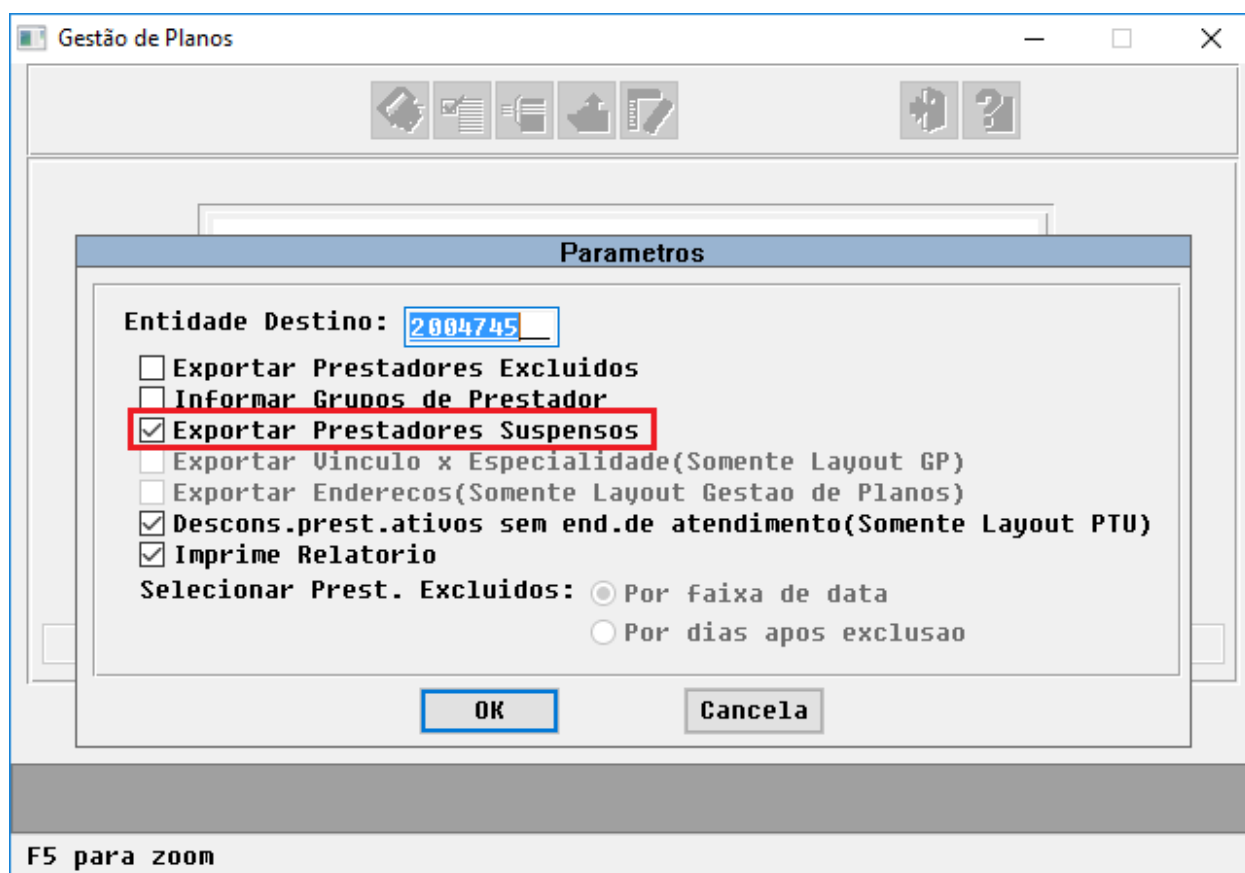 Gestão de Planos
Parametros
Entidade Destino: 2004745__
Exportar Prestadores Excluidos
Informar Grupos de Prestador
Exportar Prestadores Suspensos
Exportar Vinculo x Especialidade(Somente Layout GP)
Exportar Enderecos(Somente Layout Gestao de Planos)
Descons.prest.ativos sem end.de atendimento(Somente Layout PTU)
Imprime Relatorio
Selecionar Prest. Excluidos: Por faixa de data
Por dias apos exclusao
OK Cancela
F5 para zoom